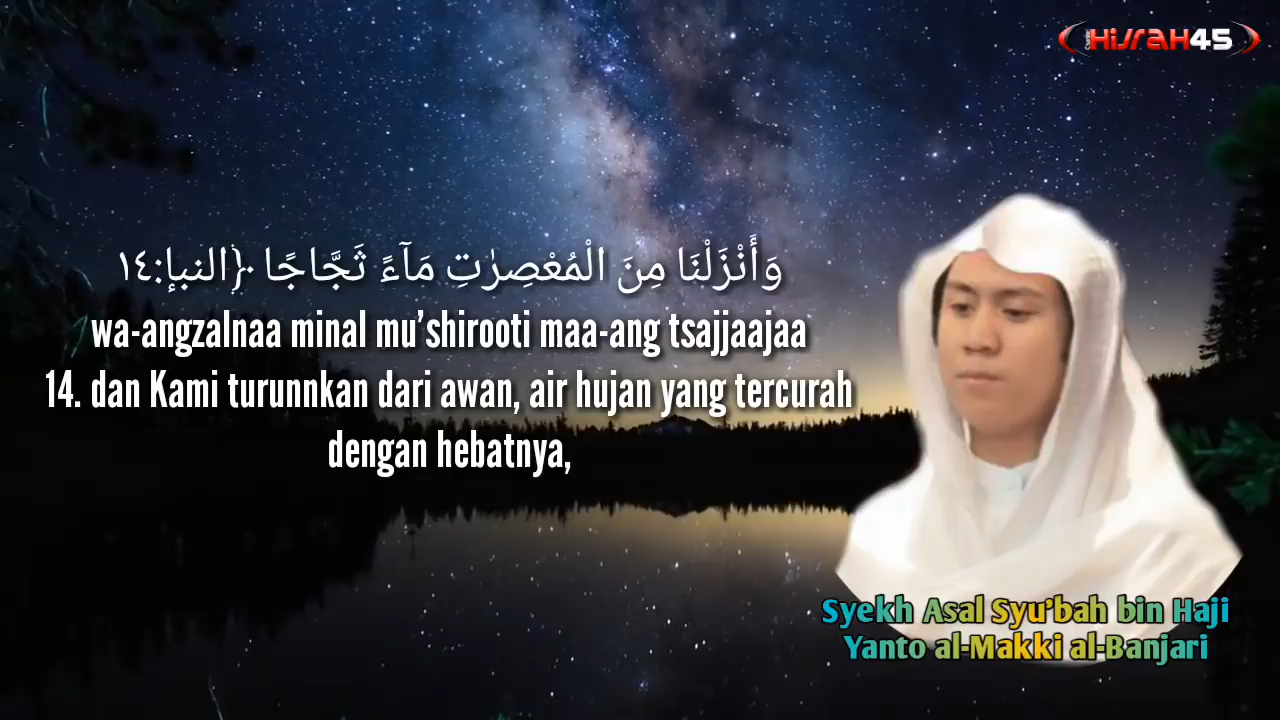 HiJrah45
وَأَنْزَلْنَا مِنَ الْمُعْصِرٰتِ مَآءً ثَجَّاجًا ﴿النبإ:١٤
wa-angzalnaa minal mu’shirooti maa-ang tsajjaajaa
14. dan Kami turunnkan dari awan, air hujan yang tercurah
dengan hebatnya,
Syekh Asal Syu’bah bin Haji
Yanto al-Makki al-Banjari